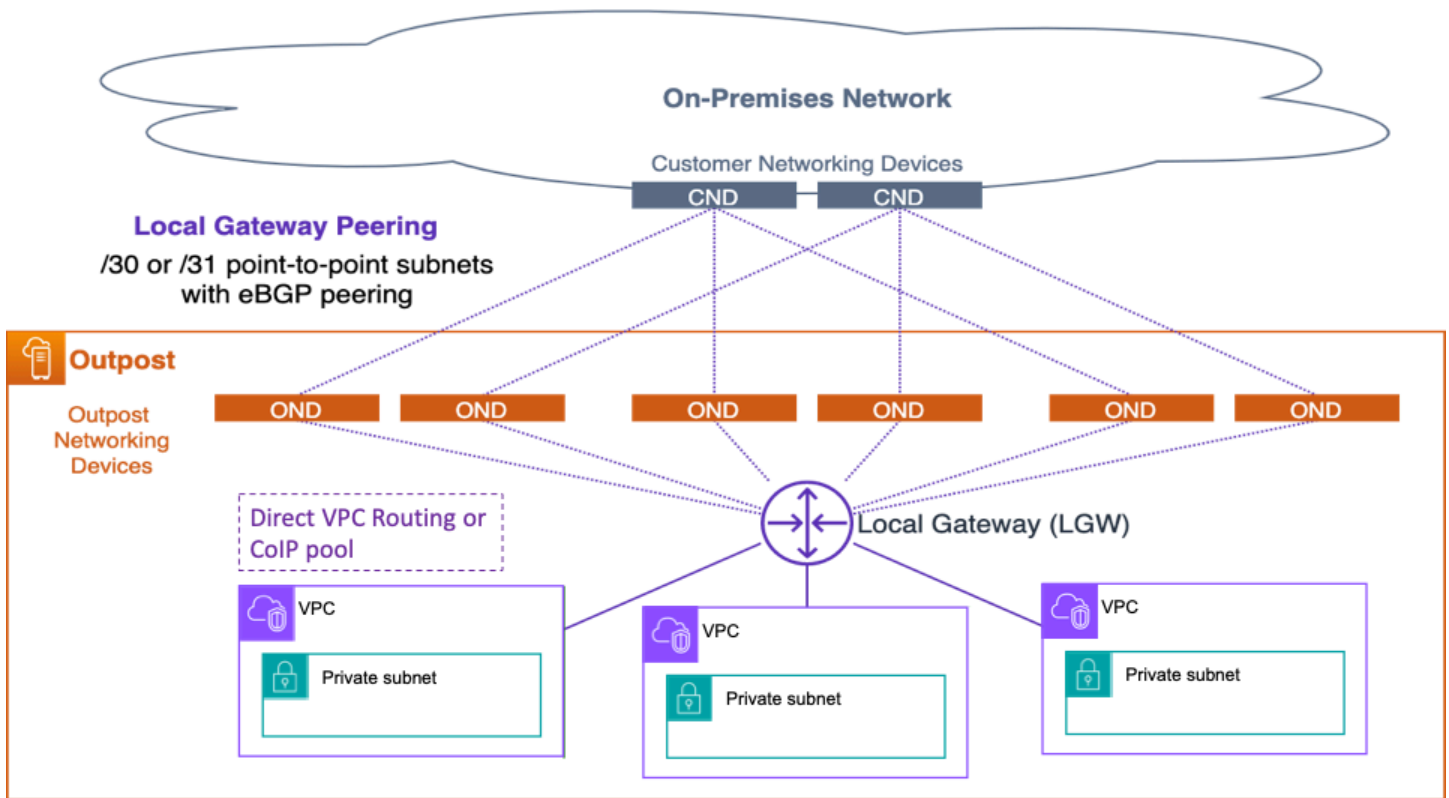 On-Premises Network
Customer Networking Devices
CND
CND
Local Gateway Peering
/30 or /31 point-to-point subnets
with eBGP peering
Outpost
Outpost
Networking
Devices
OND
OND
OND
OND
OND
OND
Direct VPC Routing or
CoIP pool
Local Gateway (LGW)
VPC
Private subnet
VPC
Private subnet
VPC
Private subnet